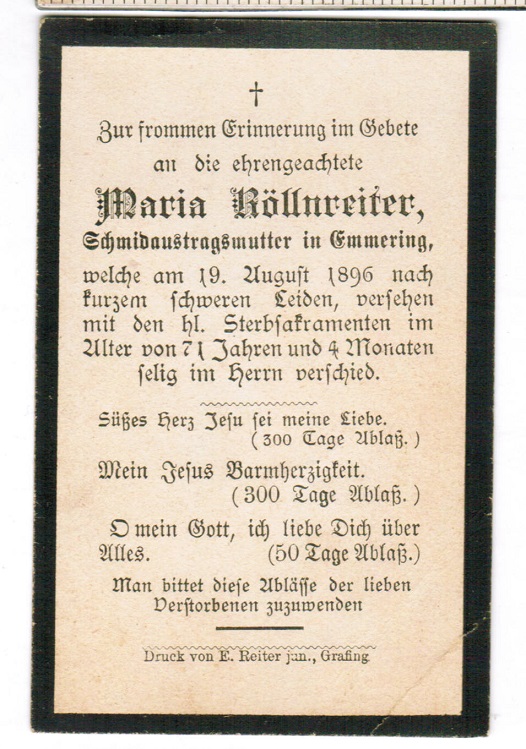 Zur frommen Erinnerung im Gebete
an die ehrengeachtete
Maria Köllnreiter,
Schmidaustragsmutter in Emmering,
welche am 19. August 1896 nach
kurzem schweren Leiden, versehen
mit den hl. Sterbsakramenten im
Alter von 71 Jahren und 4 Monaten
selig im Herrn verschied.
Süßes Herz Jesu sei meine Liebe.
(300 Tage Ablaß.)
Mein Jesus Barmherzigkeit.
(300 Tage Ablaß.)
O mein Gott, ich liebe Dich über
Alles. (50 Tage Ablaß.)
Man bittet diese Ablässe der lieben
Verstorbenen zuzuwenden
Druck von E. Reiter jun., Grafing